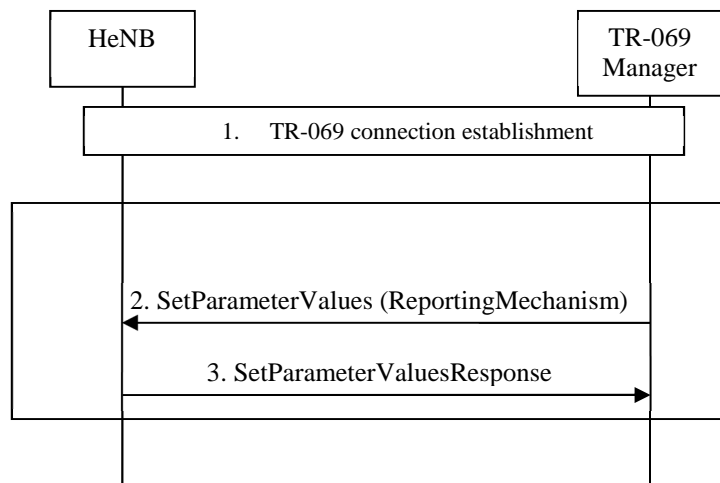 HeNB
TR-069
Manager
1. TR-069 connection establishment
2. SetParameterValues (ReportingMechanism)
3. SetParameterValuesResponse